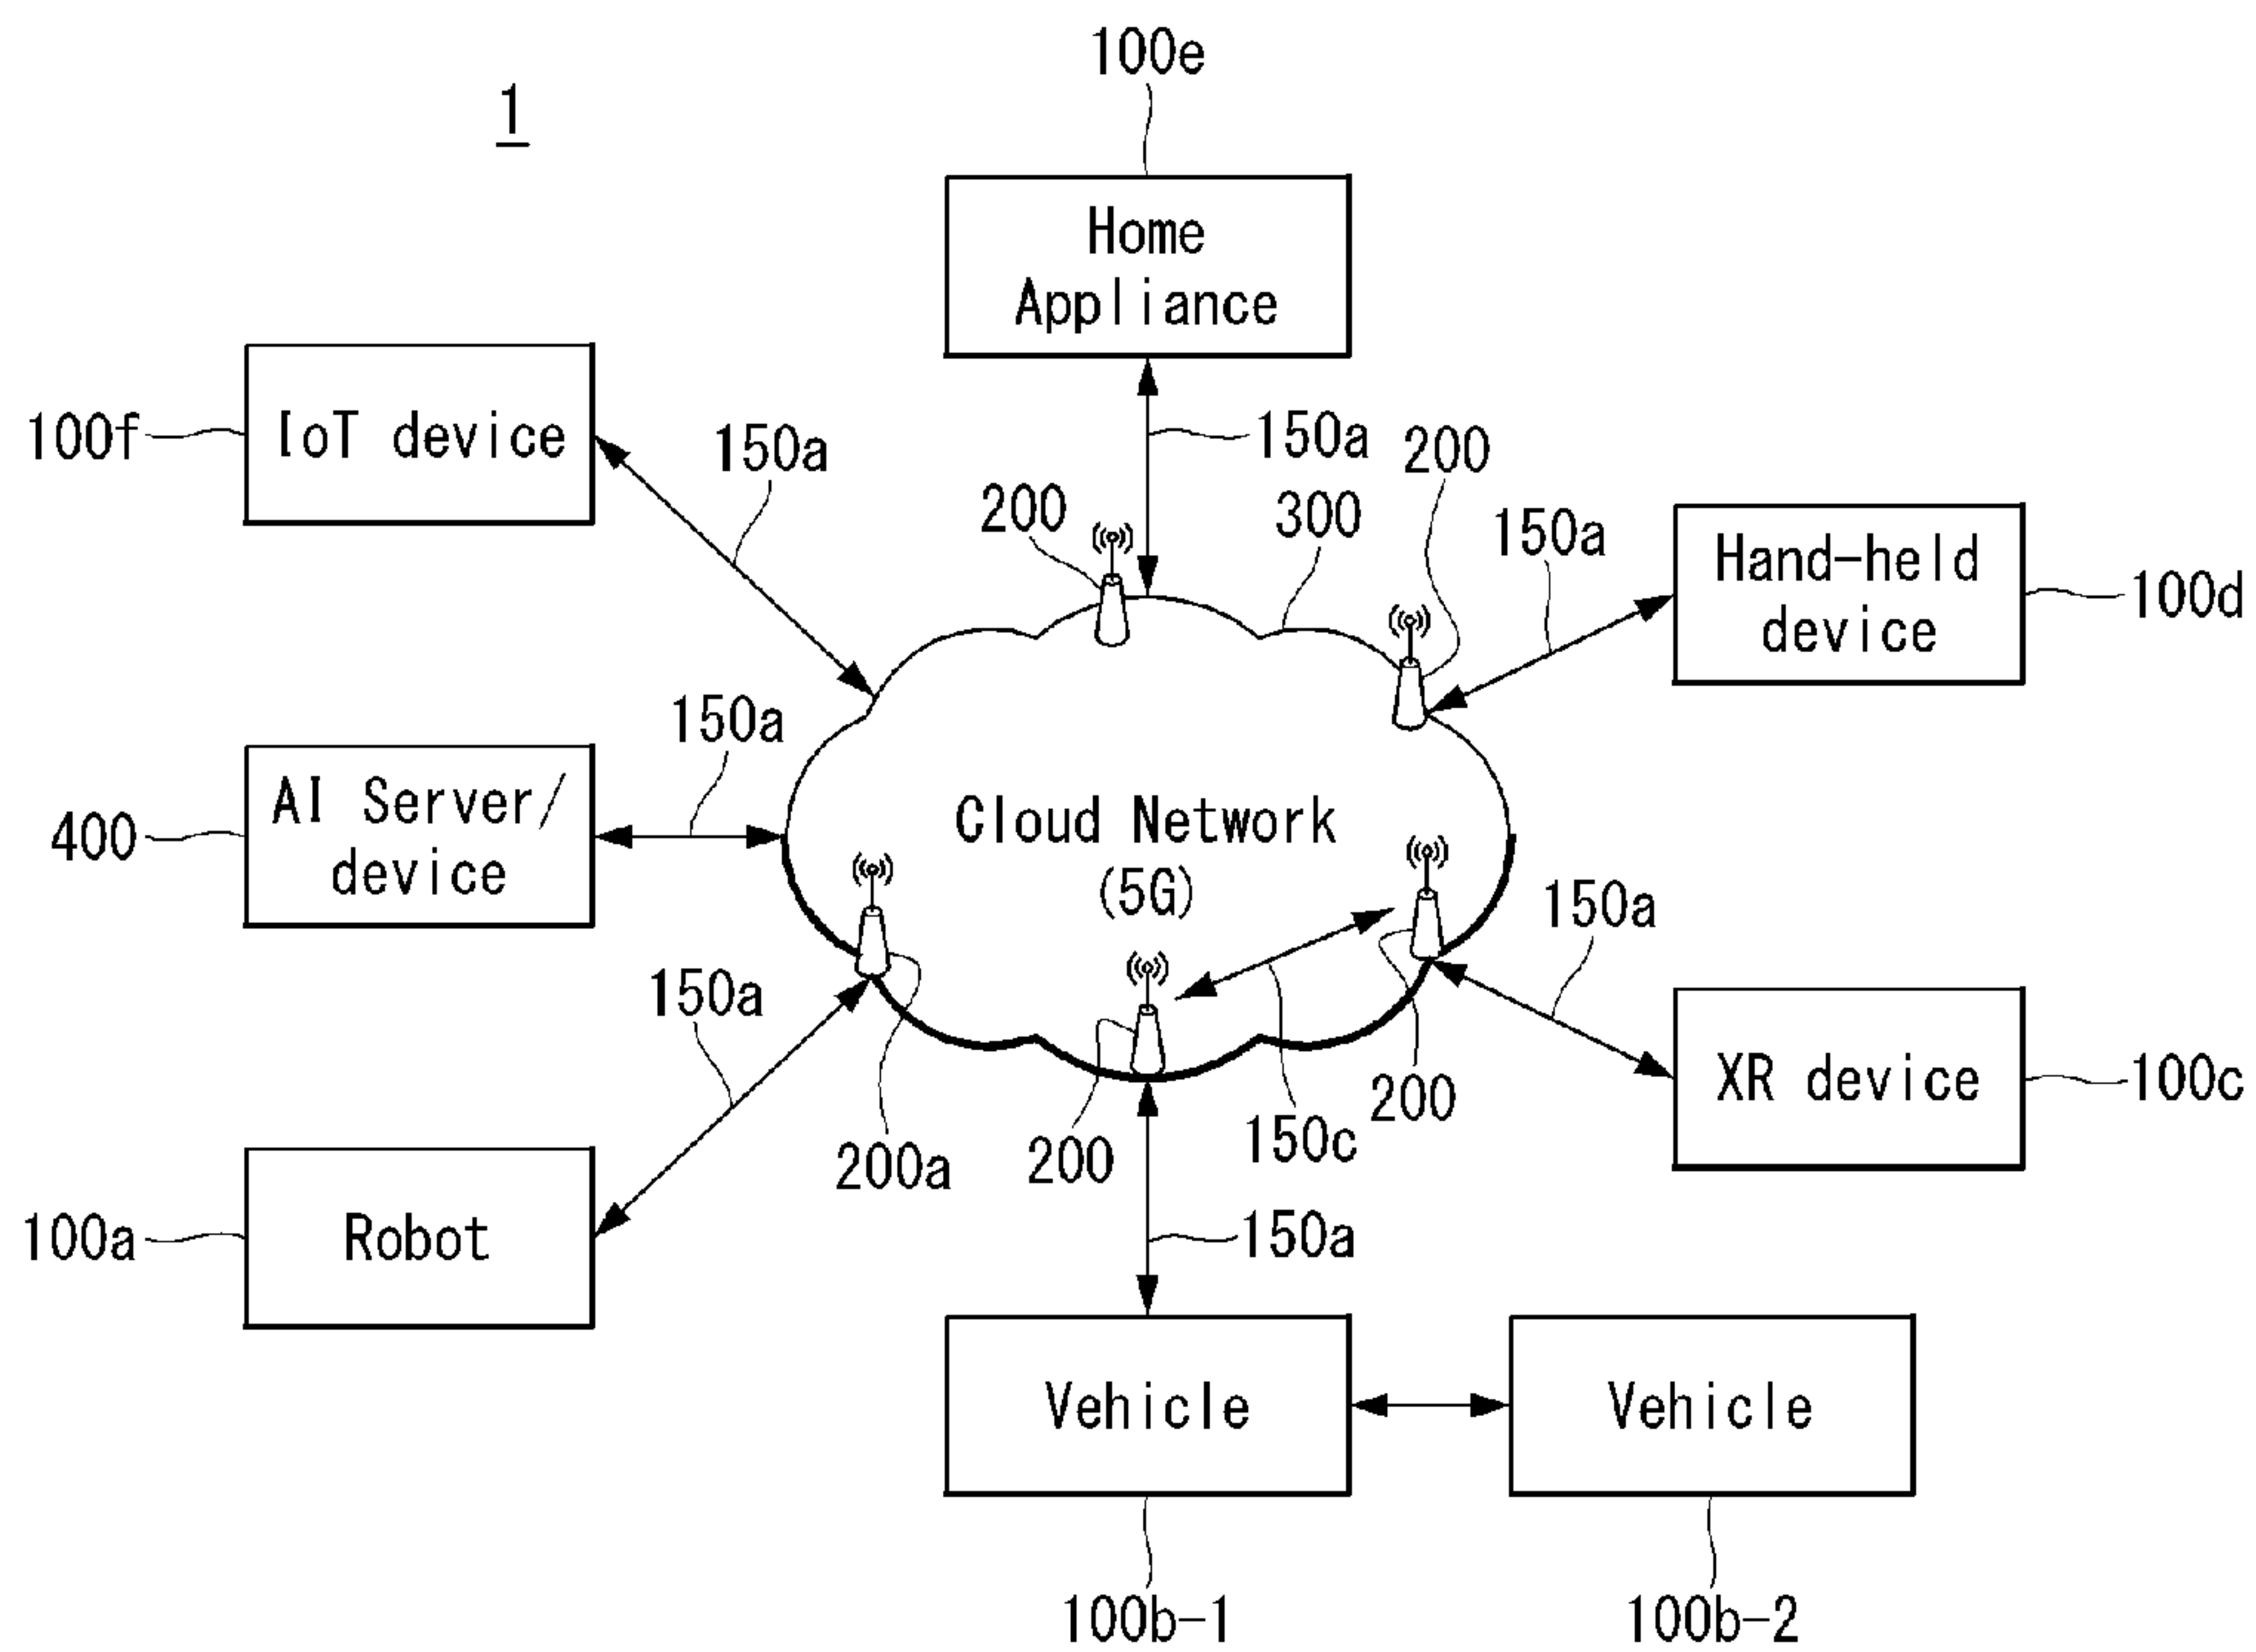 100e
1
Home
Appliance
100f
IoT device
150a
150a
200
200
300
150a
Hand-held
device
100d
150a
AI Server/
device
400
Cloud Network
(5G)
150a
150a
XR device
100c
200
150c
200
200a
100a
Robot
150a
Vehicle
Vehicle
100b-1
100b-2